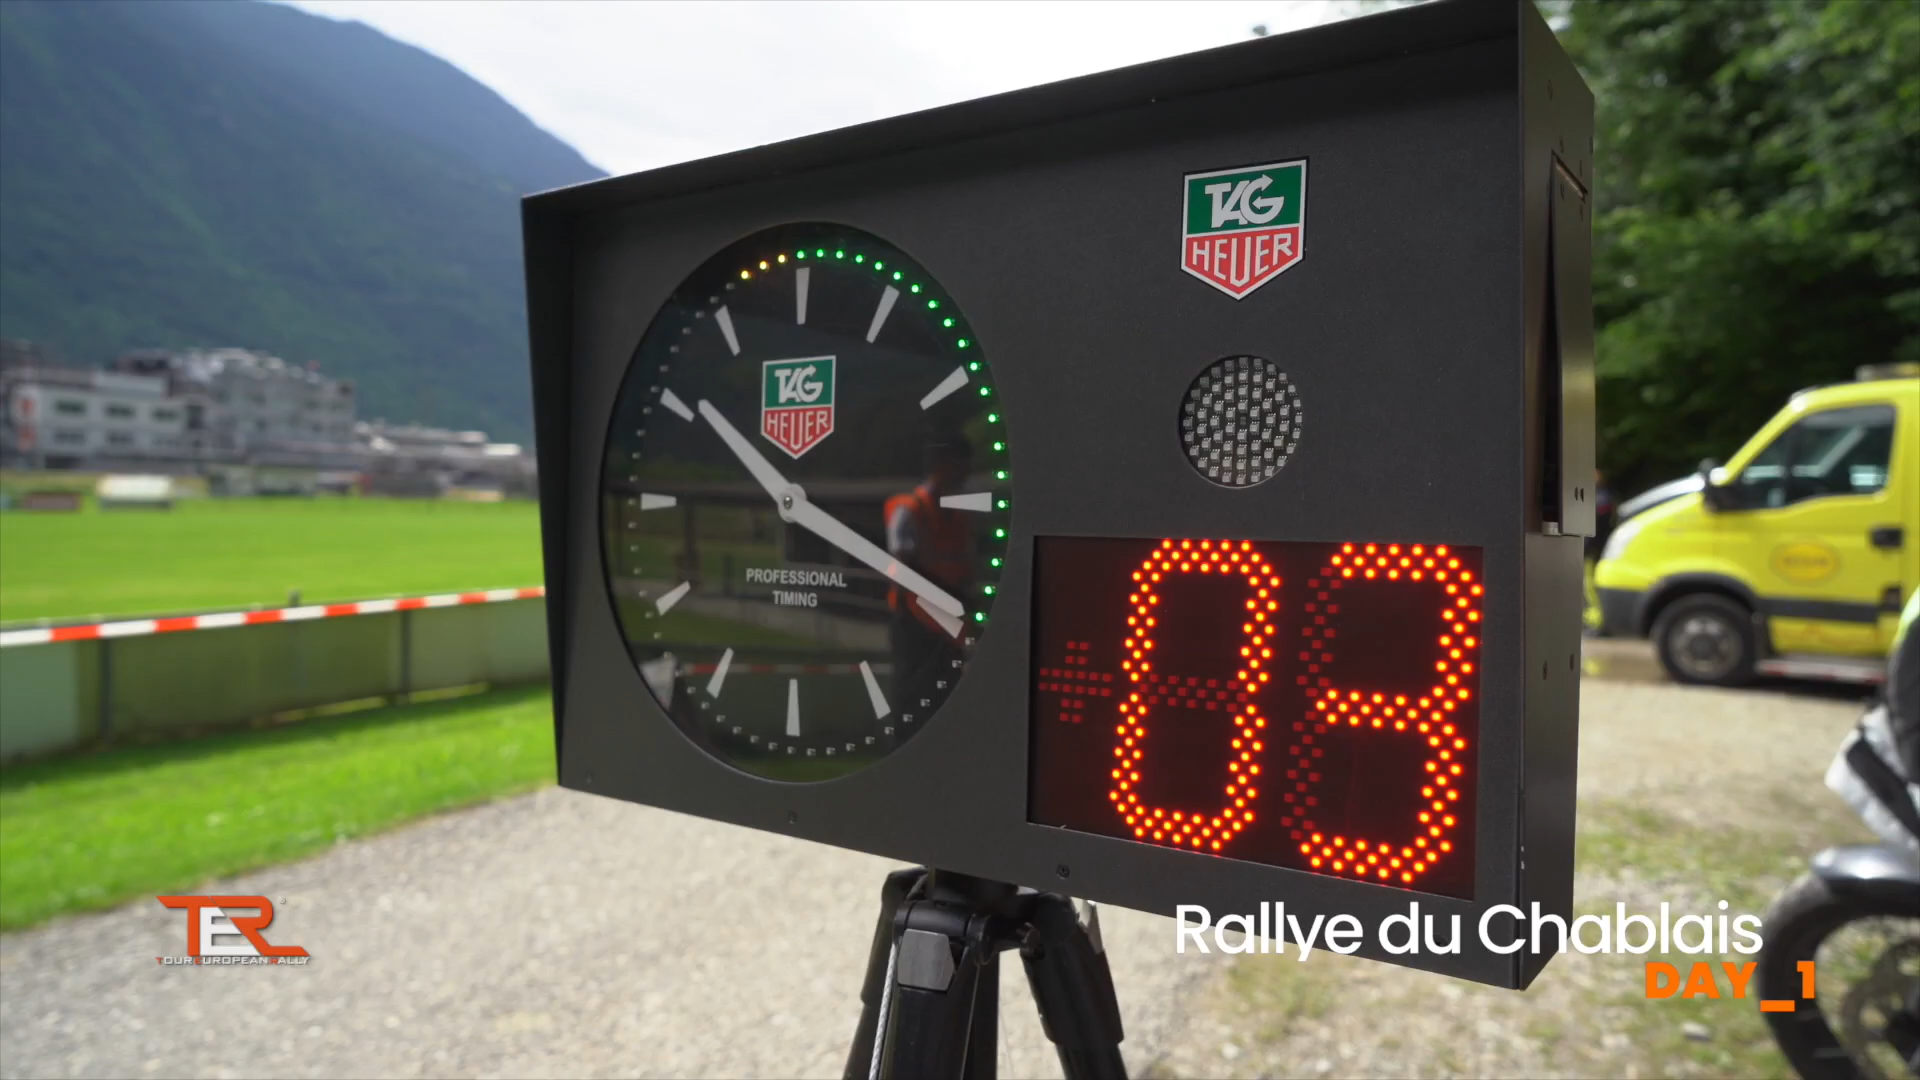 TAG
HEUER
TAG
HEUER
PROFESSIONAL
TIMING
03
TER
TOUR EUROPEAN RALLY
Rallye du Chablais
DAY_1